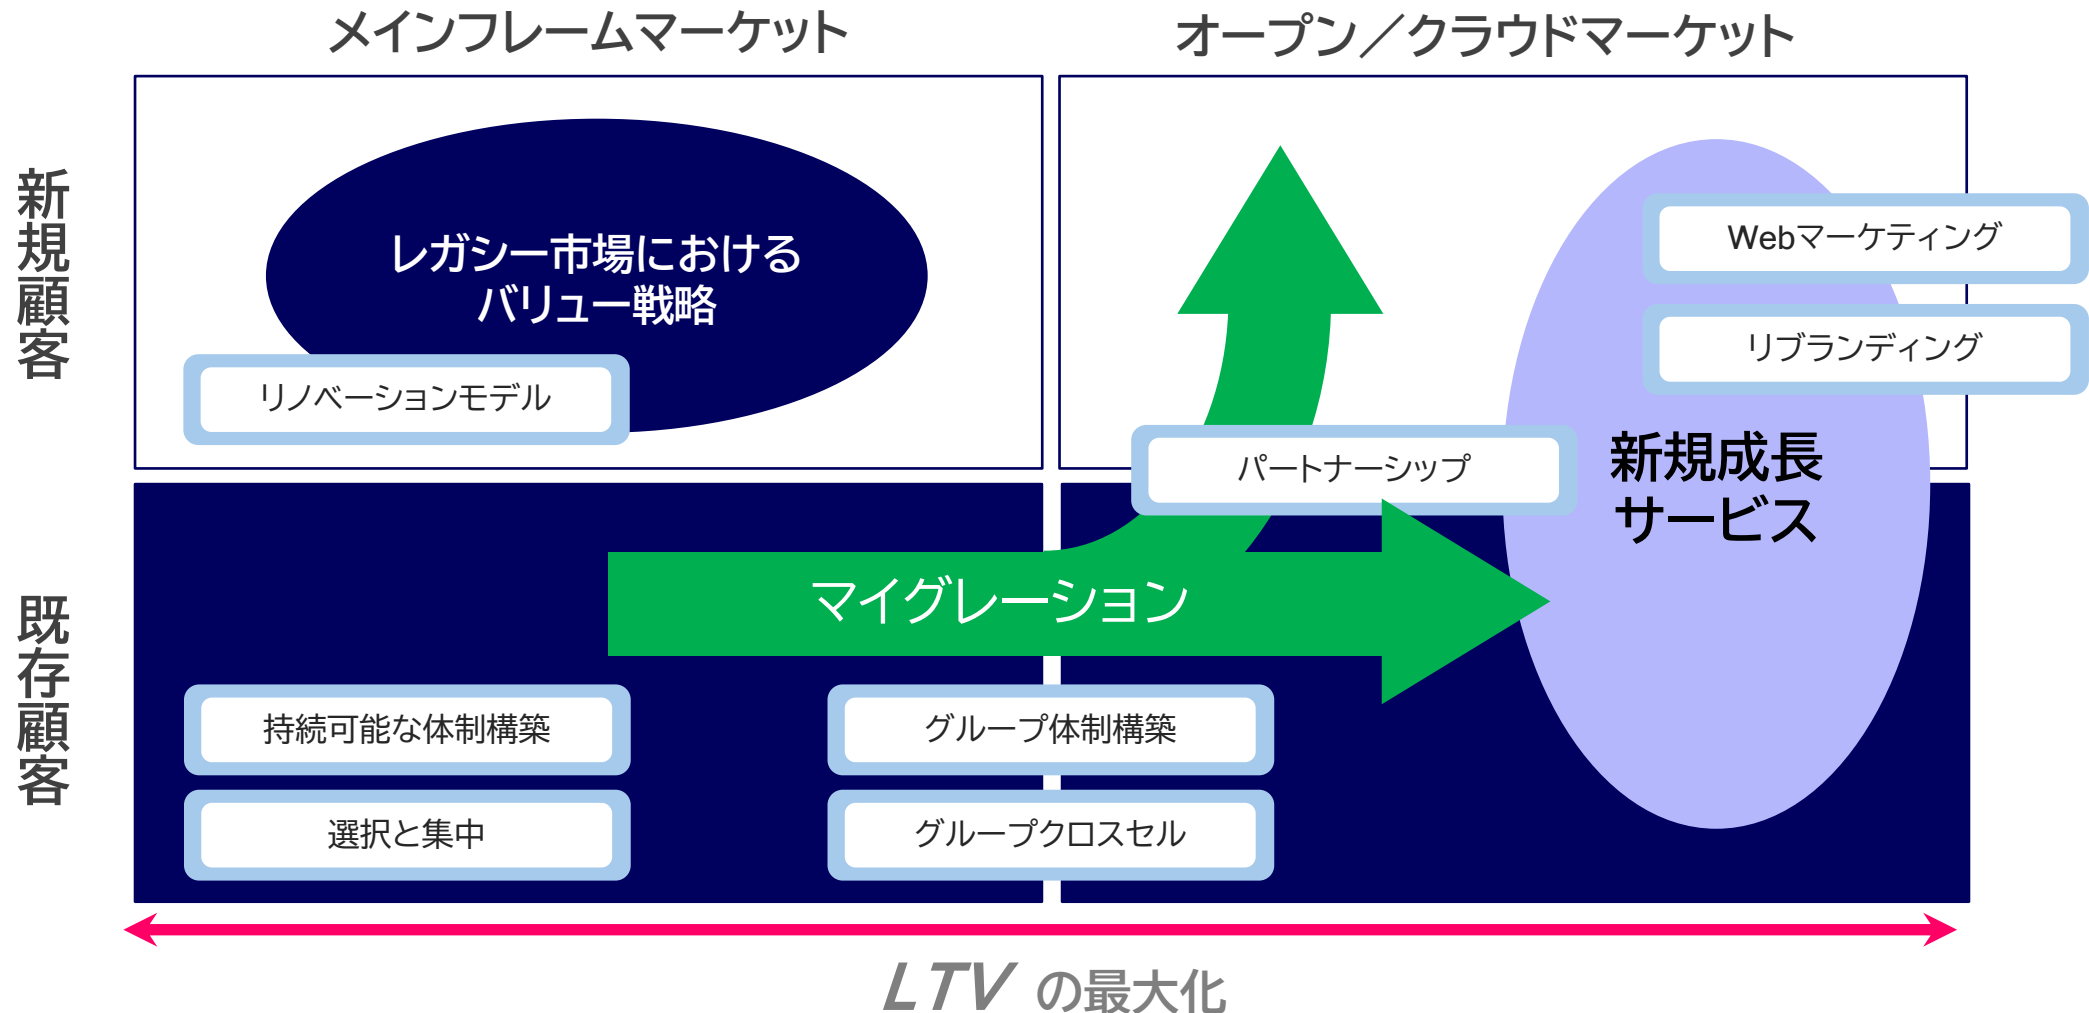 メインフレームマーケット
オープン／クラウドマーケット
新規顧客
レガシー市場における
バリュー戦略
リノベーションモデル
Webマーケティング
リブランディング
パートナーシップ
新規成長
サービス
既存顧客
マイグレーション
持続可能な体制構築
グループ体制構築
選択と集中
グループクロスセル
LTV の最大化